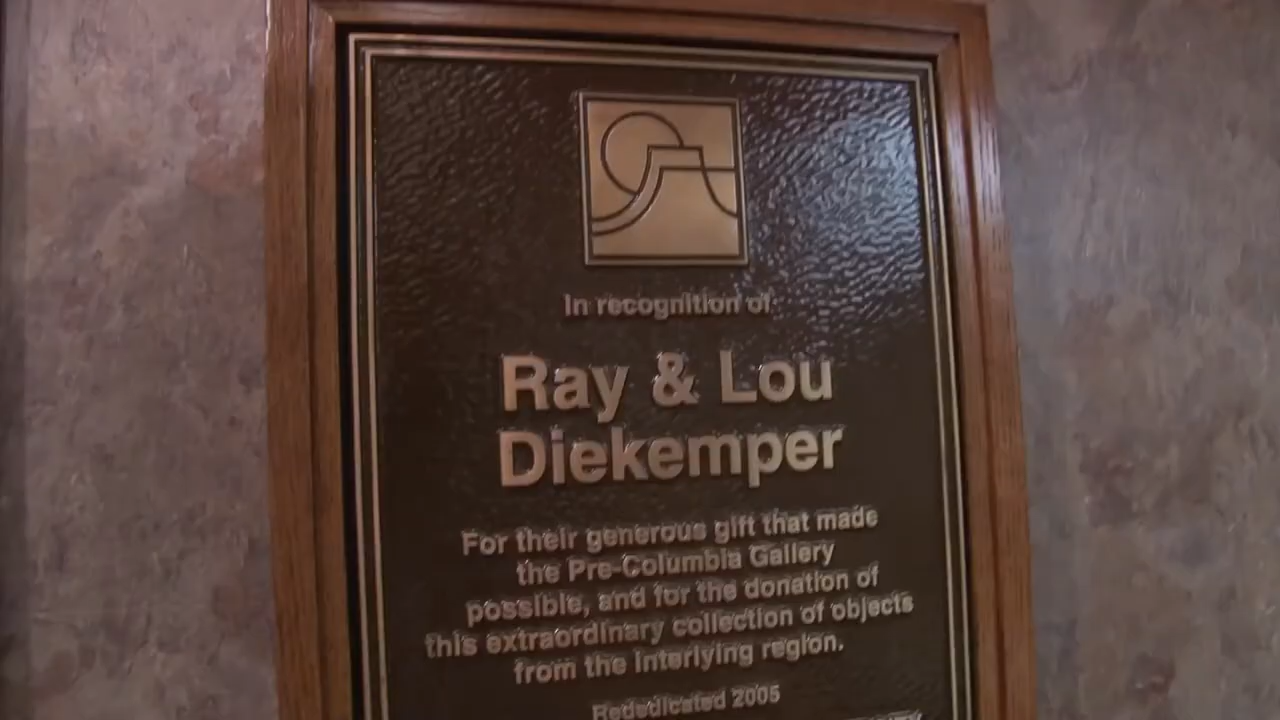 In recognition of
Ray & Lou
Diekemper
For their generous gift that made
the Pre-Columbia Gallery
possible, and for the donation of
this extraordinary collection of objects
from the interlying region.
Rededicated 2005